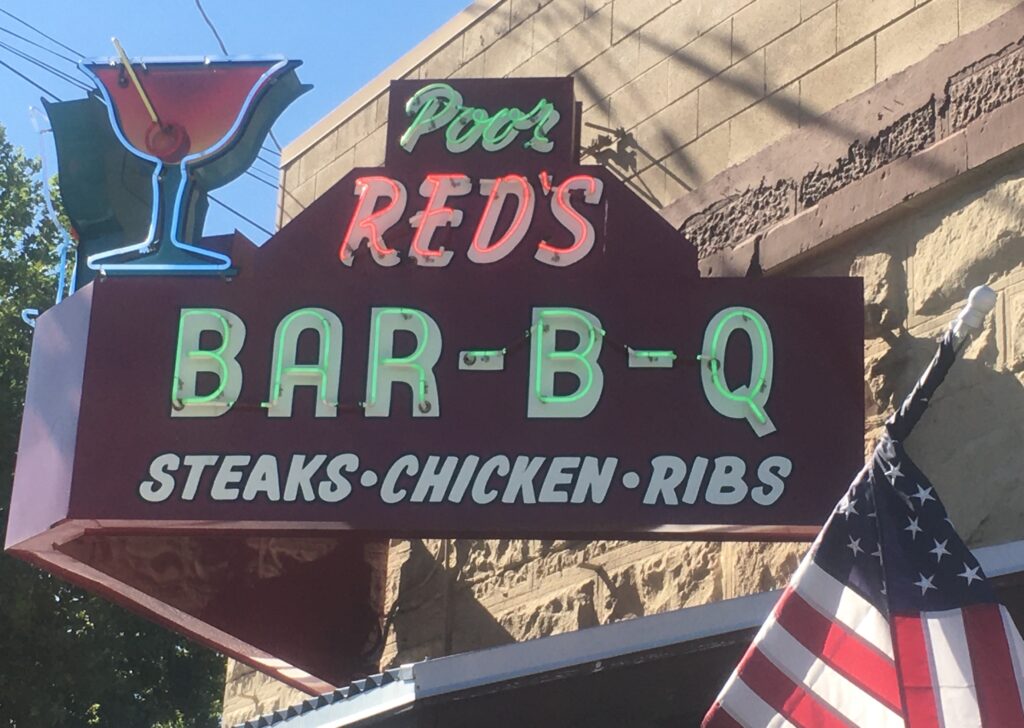 Poor
RED'S
BAR-B-Q
STEAKS•CHICKEN•RIBS